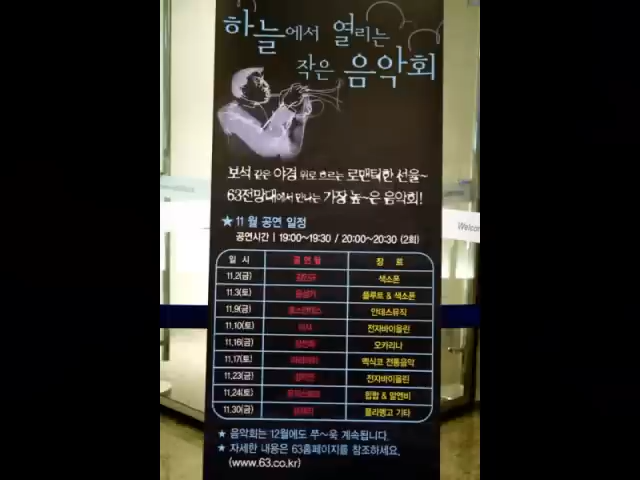 하늘에서 열리는
작은 음악회
보석 같은 야경 위로 흐르는 로맨틱한 선율~
63전망대에서 만나는 가장 높~은 음악회!
★ 11월 공연 일정
공연시간 | 19:00~19:30 / 20:00~20:30 (2회)
일 시 공연팀 장 르
11.2(금) 색소폰
11.3(토) 플루트 & 색소폰
11.9(금) 안데스뮤직
11.10(토) 전자바이올린
11.16(금) 오카리나
11.17(토) 멕식코 전통음악
11.23(금) 전자바이올린
11.24(토) 힙합 & 알앤비
11.30(금) 플라멩고 기타
★ 음악회는 12월에도 쭈~욱 계속됩니다.
★ 자세한 내용은 63홈페이지를 참조하세요.
(www.63.co.kr)